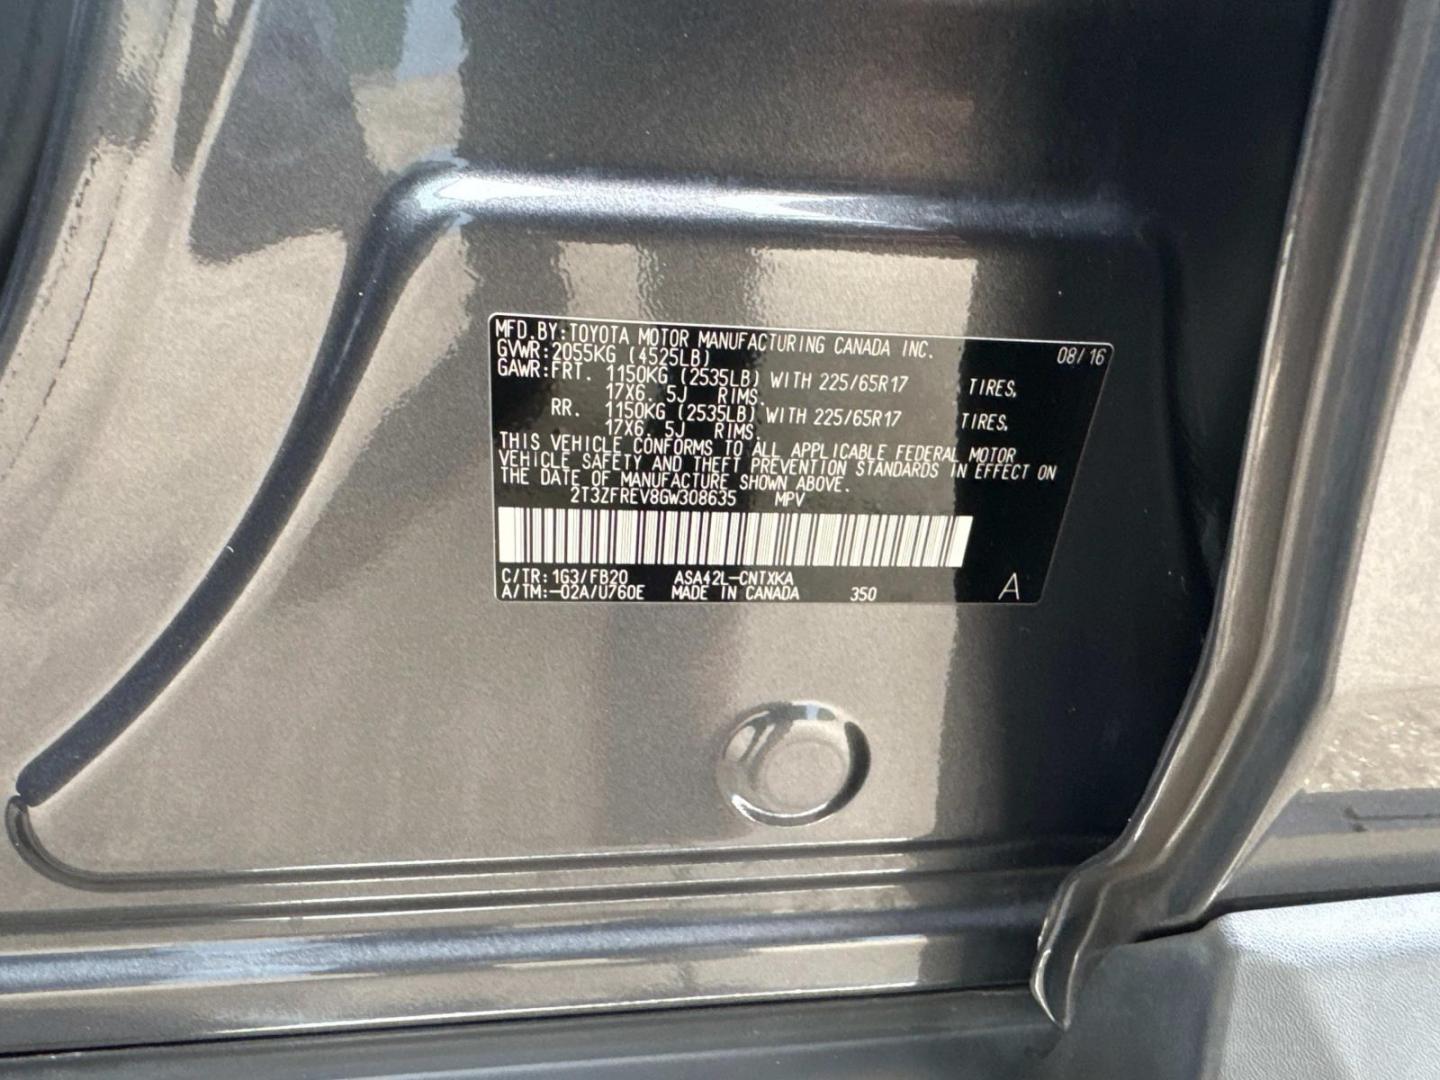 MFD.BY:TOYOTA MOTOR MANUFACTURING CANADA INC. 08/16
GVWR:2055KG (4525LB)
GAWR:FRT. 1150KG (2535LB) WITH 225/65R17 TIRES,
17X6. 5J RIMS.
RR. 1150KG (2535LB) WITH 225/65R17 TIRES,
17X6. 5J RIMS.
THIS VEHICLE CONFORMS TO ALL APPLICABLE FEDERAL MOTOR
VEHICLE SAFETY AND THEFT PREVENTION STANDARDS IN EFFECT ON
THE DATE OF MANUFACTURE SHOWN ABOVE.
2T3ZFREV8GW308635 MPV
C/TR: 1G3/FB20 ASA42L-CNTXKA
A/TM:-02A/U760E MADE IN CANADA 350 A